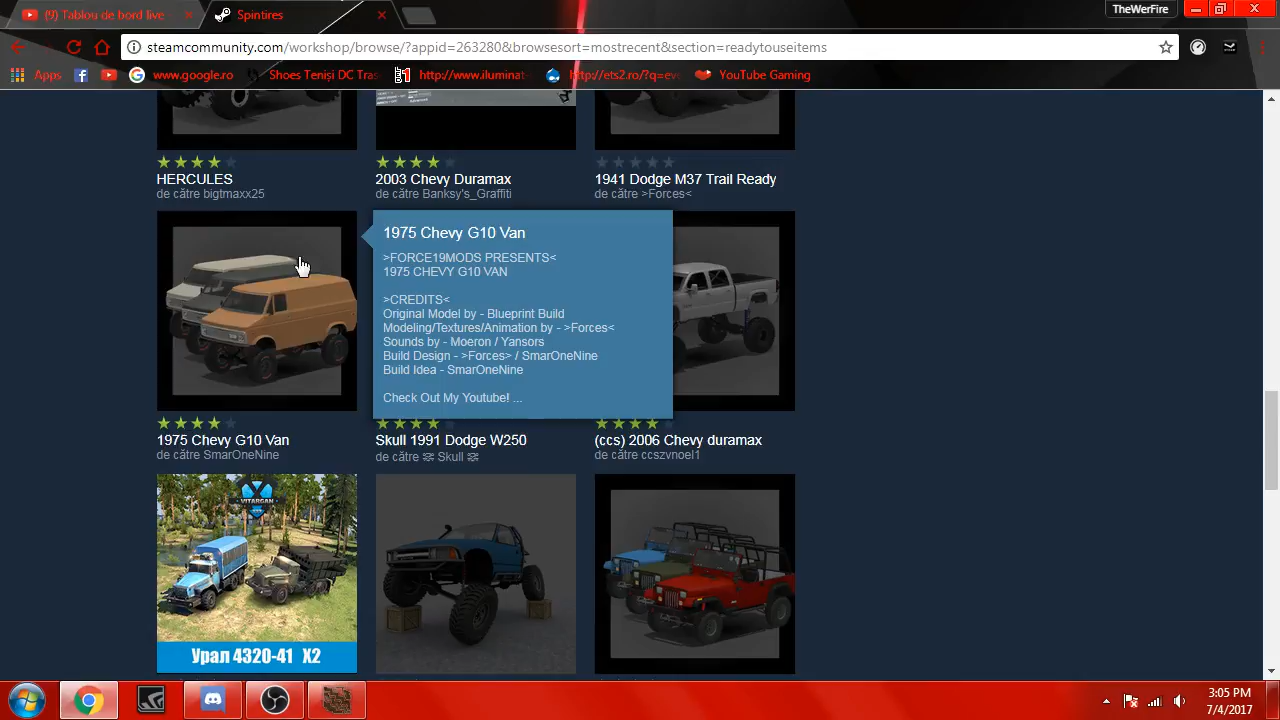 (9) Tablou de bord live
Spintires
TheWerFire
steamcommunity.com/workshop/browse/?appid=263280&browsesort=mostrecent&section=readytouseitems
Apps
www.google.ro
Shoes Teniși DC Tras
http://www.iluminat
http://ets2.ro/?q=eve
YouTube Gaming
HERCULES
de către bigtmaxx25
2003 Chevy Duramax
de către Banksy's_Graffiti
1941 Dodge M37 Trail Ready
de către >Forces<
1975 Chevy G10 Van
>FORCE19MODS PRESENTS<
1975 CHEVY G10 VAN
>CREDITS<
Original Model by - Blueprint Build
Modeling/Textures/Animation by - >Forces<
Sounds by - Moeron / Yansors
Build Design - >Forces> / SmarOneNine
Build Idea - SmarOneNine
Check Out My Youtube! ...
1975 Chevy G10 Van
de către SmarOneNine
Skull 1991 Dodge W250
de către ☠ Skull ☠
(ccs) 2006 Chevy duramax
de către ccszvnoel1
VITARGAN
Урал 4320-41 X2
3:05 PM
7/4/2017